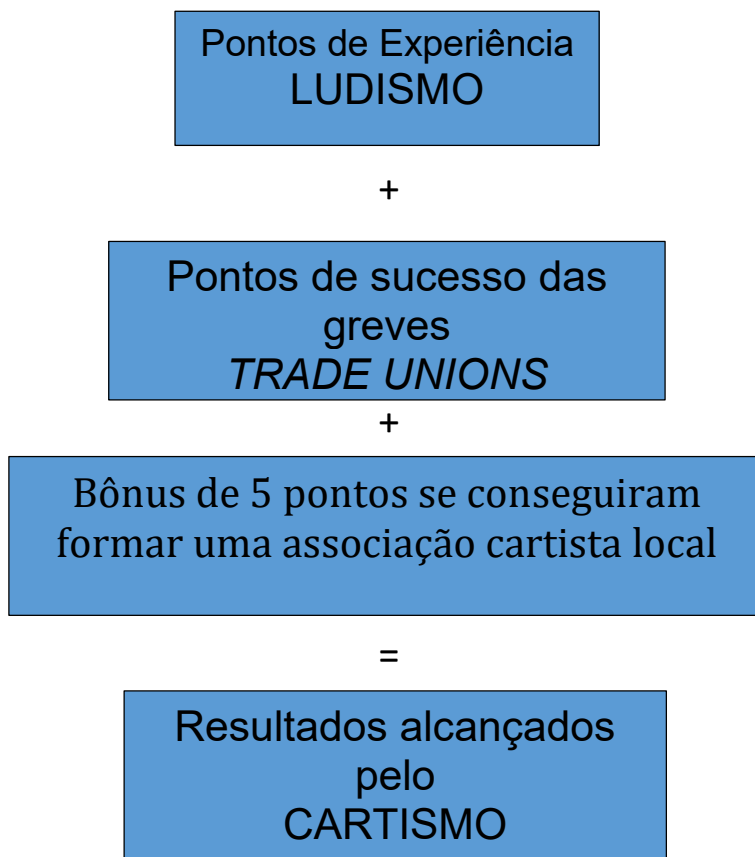 Pontos de Experiência
LUDISMO
+
Pontos de sucesso das
greves
TRADE UNIONS
+
Bônus de 5 pontos se conseguiram
formar uma associação cartista local
=
Resultados alcançados
pelo
CARTISMO